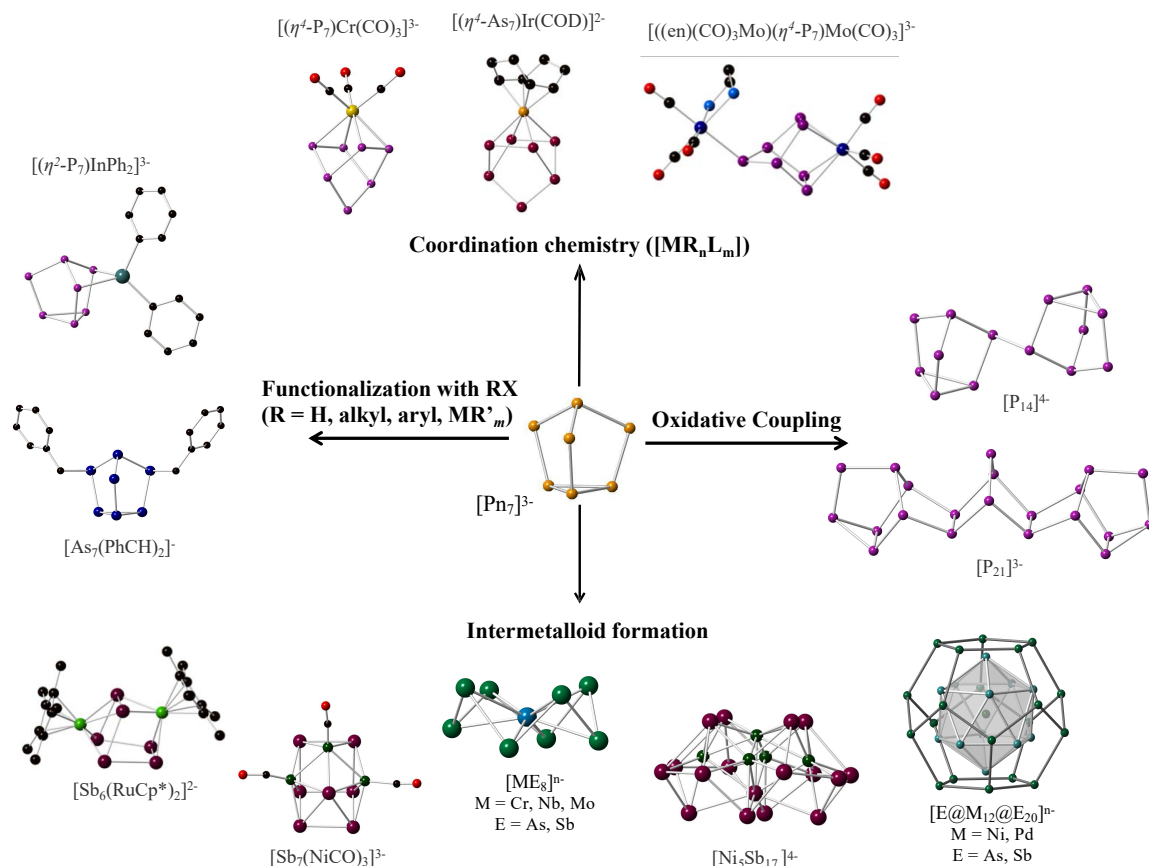 [(η⁴-P₇)Cr(CO)₃]³⁻
[(η⁴-As₇)Ir(COD)]²⁻
[((en)(CO)₃Mo)(η⁴-P₇)Mo(CO)₃]³⁻
[(η²-P₇)InPh₂]³⁻
Coordination chemistry ([MRₙLₘ])
Functionalization with RX
(R = H, alkyl, aryl, MR'ₘ)
Oxidative Coupling
[P₁₄]⁴⁻
[Pn₇]³⁻
[As₇(PhCH)₂]⁻
[P₂₁]³⁻
Intermetalloid formation
[Sb₆(RuCp*)₂]²⁻
[Sb₇(NiCO)₃]³⁻
[ME₈]ⁿ⁻
M = Cr, Nb, Mo
E = As, Sb
[Ni₅Sb₁₇]⁴⁻
[E@M₁₂@E₂₀]ⁿ⁻
M = Ni, Pd
E = As, Sb